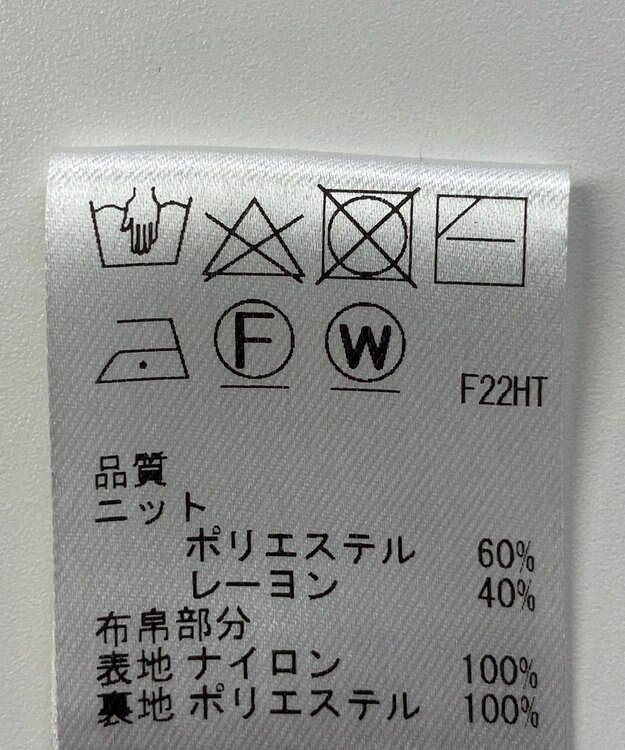 F W
F22HT
品質
ニット
ポリエステル 60%
レーヨン 40%
布帛部分
表地 ナイロン 100%
裏地 ポリエステル 100%